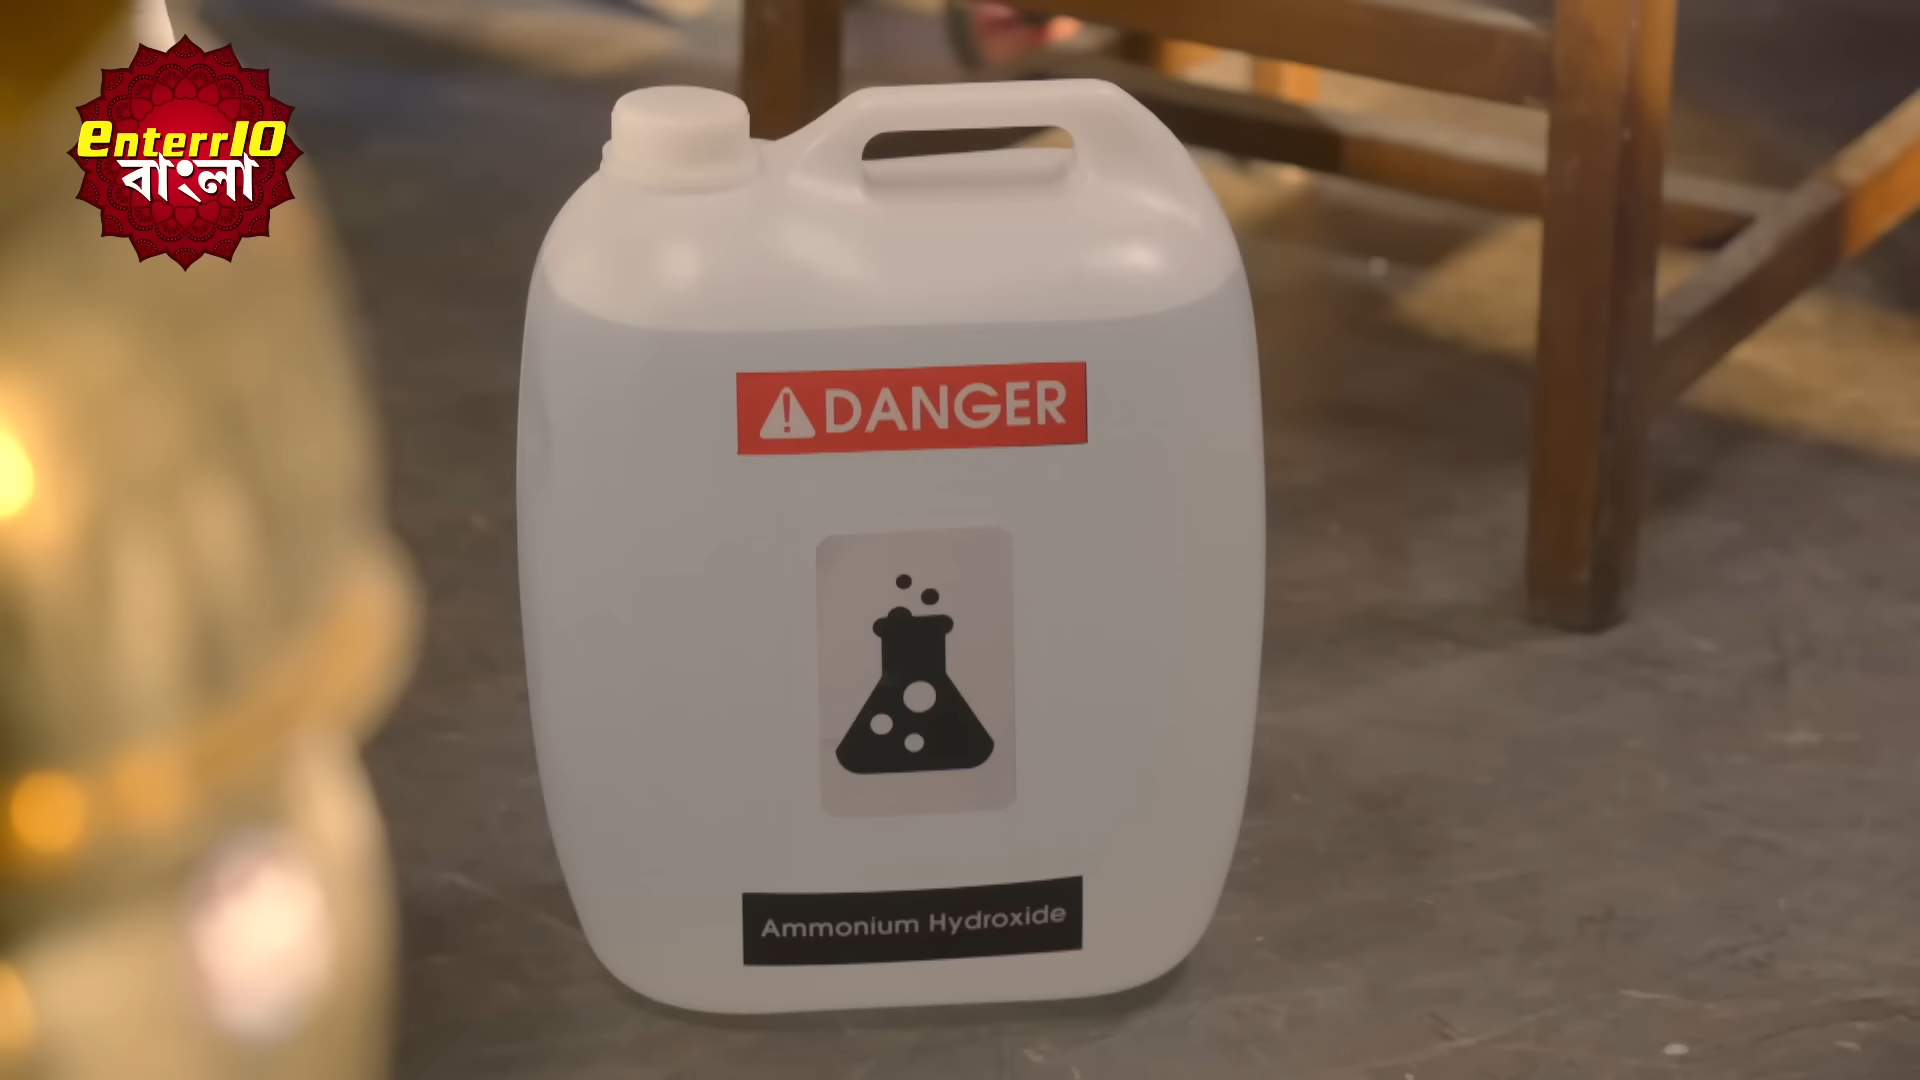 enterr10
বাংলা
DANGER
Ammonium Hydroxide